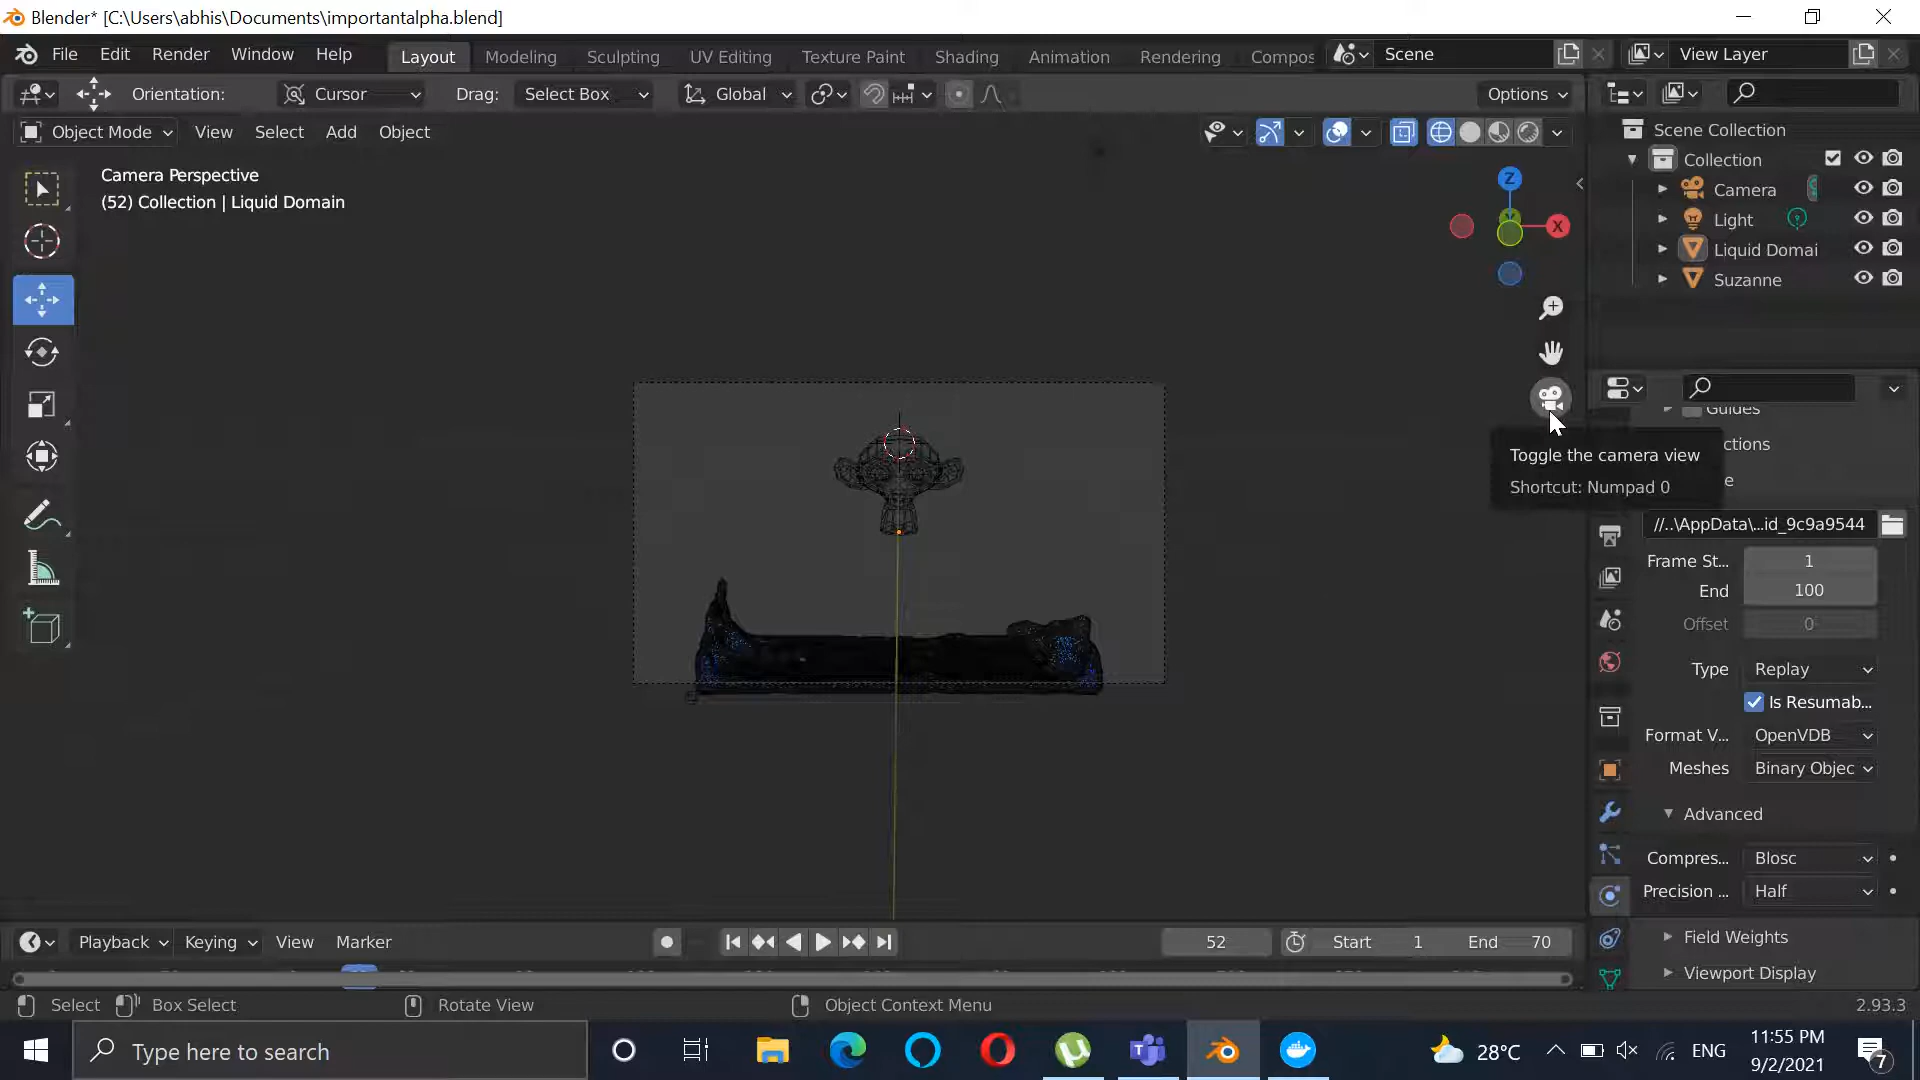 Blender* [C:\Users\abhis\Documents\importantalpha.blend]
File Edit Render Window Help Layout Modeling Sculpting UV Editing Texture Paint Shading Animation Rendering Compos Scene View Layer
Orientation: Cursor Drag: Select Box Global Options
Object Mode View Select Add Object
Camera Perspective
(52) Collection | Liquid Domain
Z
Y
X
Scene Collection
Collection
Camera
Light
Liquid Domai
Suzanne
Guides
Toggle the camera view
Shortcut: Numpad 0
ctions
e
//..\AppData\...id_9c9a9544
Frame St... 1
End 100
Offset 0
Type Replay
Is Resumab...
Format V... OpenVDB
Meshes Binary Objec
Advanced
Compres... Blosc
Precision ... Half
Field Weights
Viewport Display
Playback Keying View Marker 52 Start 1 End 70
Select Box Select Rotate View Object Context Menu 2.93.3
Type here to search 28°C ENG 11:55 PM
9/2/2021
7